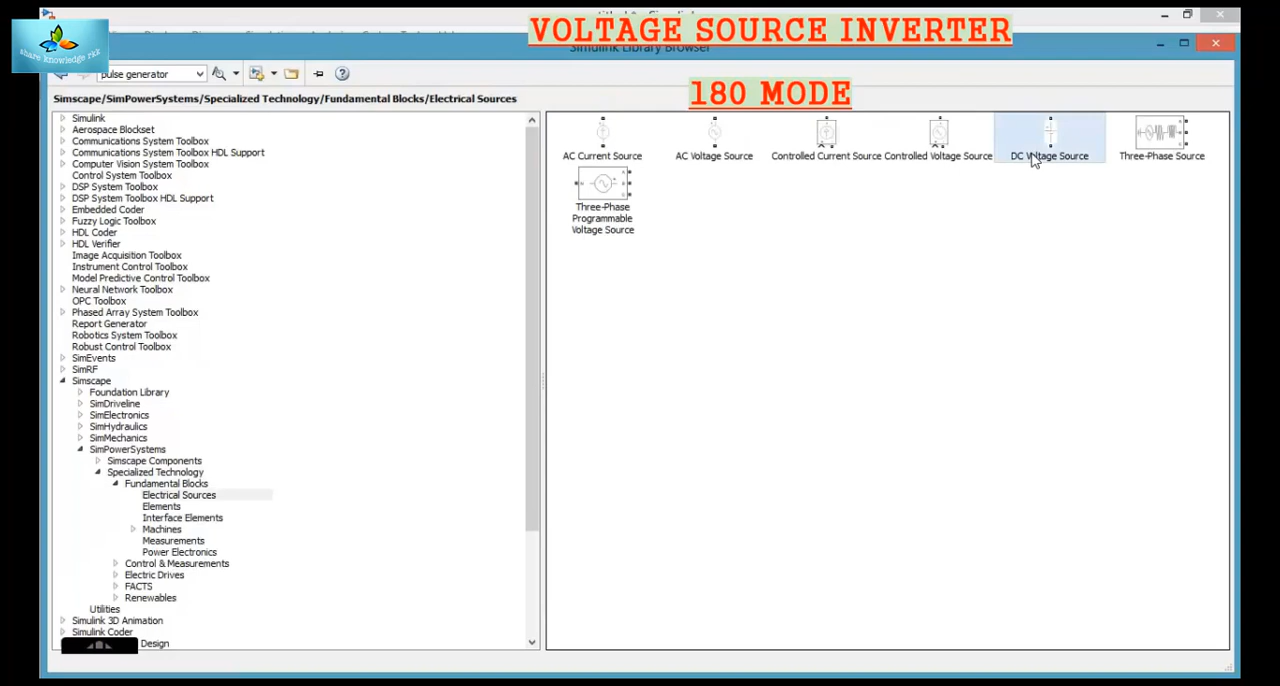 VOLTAGE SOURCE INVERTER
share knowledge rkk
Simulink Library Browser
pulse generator
180 MODE
Simscape/SimPowerSystems/Specialized Technology/Fundamental Blocks/Electrical Sources
Simulink
Aerospace Blockset
Communications System Toolbox
Communications System Toolbox HDL Support
Computer Vision System Toolbox
Control System Toolbox
DSP System Toolbox
DSP System Toolbox HDL Support
Embedded Coder
Fuzzy Logic Toolbox
HDL Coder
HDL Verifier
Image Acquisition Toolbox
Instrument Control Toolbox
Model Predictive Control Toolbox
Neural Network Toolbox
OPC Toolbox
Phased Array System Toolbox
Report Generator
Robotics System Toolbox
Robust Control Toolbox
SimEvents
SimRF
Simscape
Foundation Library
SimDriveline
SimElectronics
SimHydraulics
SimMechanics
SimPowerSystems
Simscape Components
Specialized Technology
Fundamental Blocks
Electrical Sources
Elements
Interface Elements
Machines
Measurements
Power Electronics
Control & Measurements
Electric Drives
FACTS
Renewables
Utilities
Simulink 3D Animation
Simulink Coder
Design
AC Current Source
AC Voltage Source
Controlled Current Source
Controlled Voltage Source
DC Voltage Source
Three-Phase Source
Three-Phase
Programmable
Voltage Source